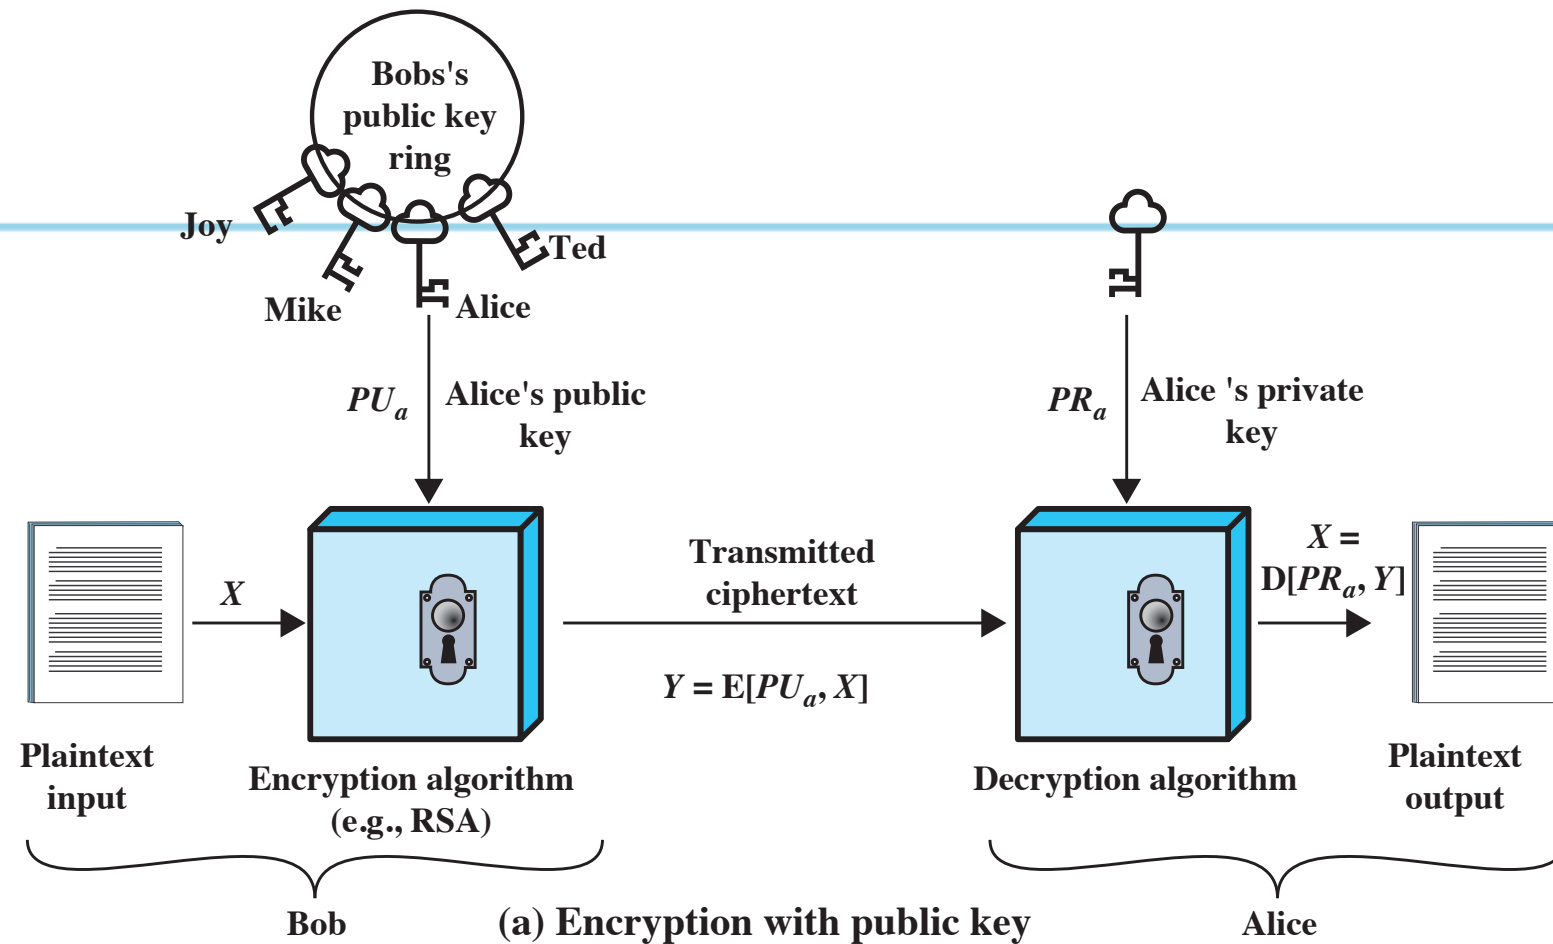 Bobs's
public key
ring
Joy
Ted
Mike
Alice
PUa
Alice's public
key
PRa
Alice 's private
key
X
Transmitted
ciphertext
Y = E[PUa, X]
X =
D[PRa, Y]
Plaintext
input
Encryption algorithm
(e.g., RSA)
Decryption algorithm
Plaintext
output
Bob
(a) Encryption with public key
Alice